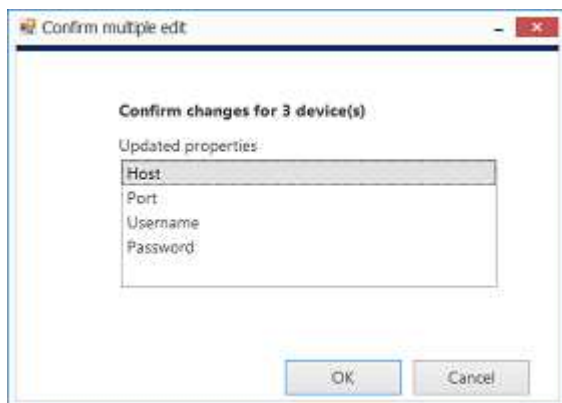 Confirm multiple edit
Confirm changes for 3 device(s)
Updated properties
Host
Port
Username
Password
OK
Cancel